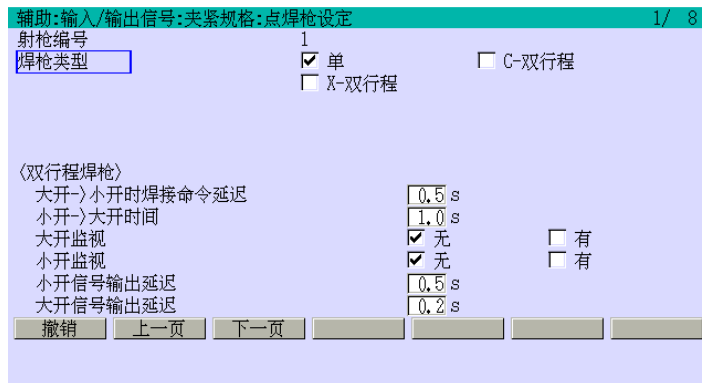 辅助:输入/输出信号:夹紧规格:点焊枪设定 1/ 8
射枪编号 1
焊枪类型 单 C-双行程
X-双行程
〈双行程焊枪〉
大开-〉小开时焊接命令延迟 0.5 s
小开-〉大开时间 1.0 s
大开监视 无 有
小开监视 无 有
小开信号输出延迟 0.5 s
大开信号输出延迟 0.2 s
撤销 上一页 下一页